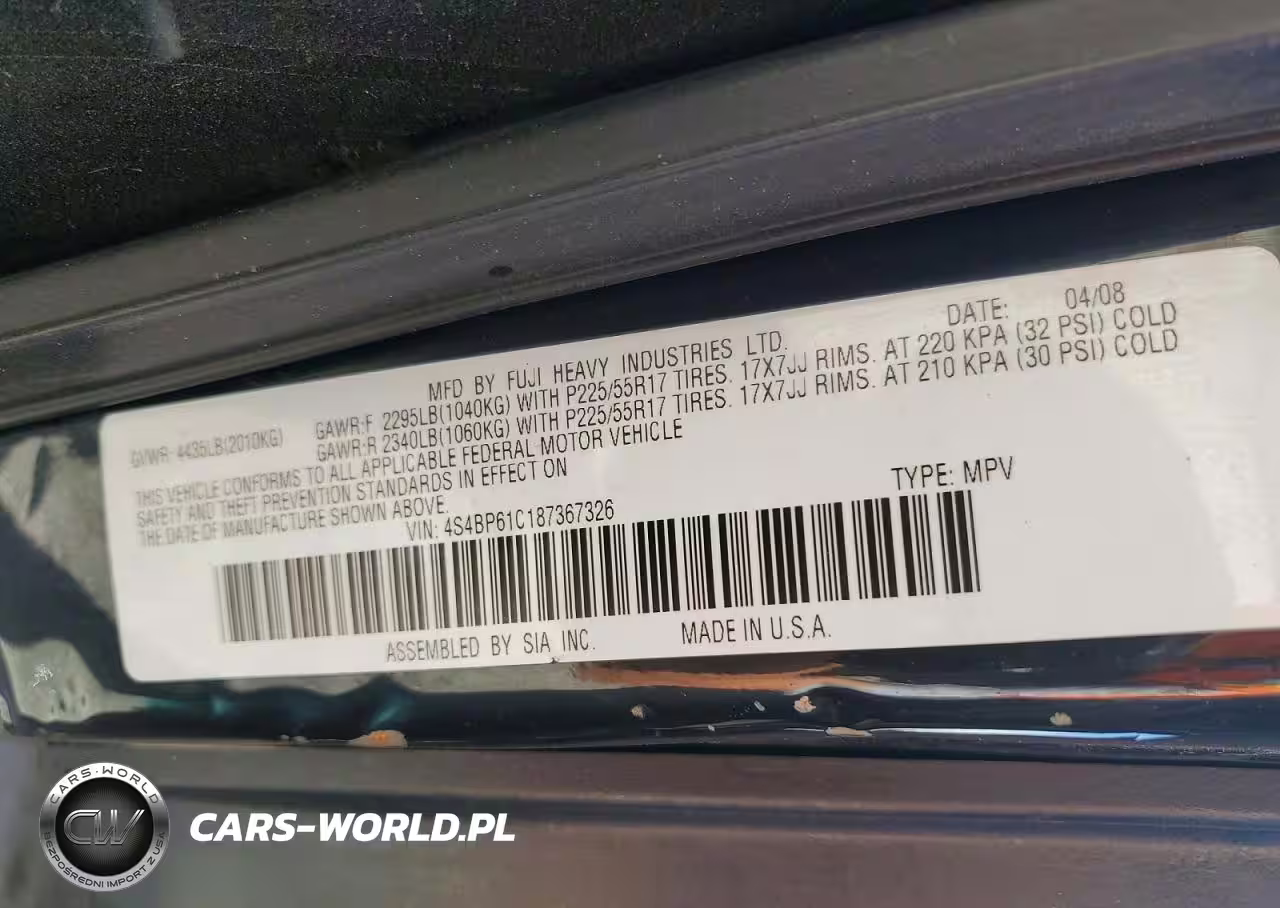 DATE: 04/08
MFD BY FUJI HEAVY INDUSTRIES LTD.
GVWR: 4435LB(2010KG) GAWR:F 2295LB(1040KG) WITH P225/55R17 TIRES. 17X7JJ RIMS. AT 220 KPA (32 PSI) COLD
GAWR:R 2340LB(1060KG) WITH P225/55R17 TIRES. 17X7JJ RIMS. AT 210 KPA (30 PSI) COLD
THIS VEHICLE CONFORMS TO ALL APPLICABLE FEDERAL MOTOR VEHICLE
SAFETY AND THEFT PREVENTION STANDARDS IN EFFECT ON
THE DATE OF MANUFACTURE SHOWN ABOVE.
VIN: 4S4BP61C187367326 TYPE: MPV
ASSEMBLED BY SIA INC. MADE IN U.S.A.
CARS-WORLD
CW
BEZPOŚREDNI IMPORT Z USA
CARS-WORLD.PL